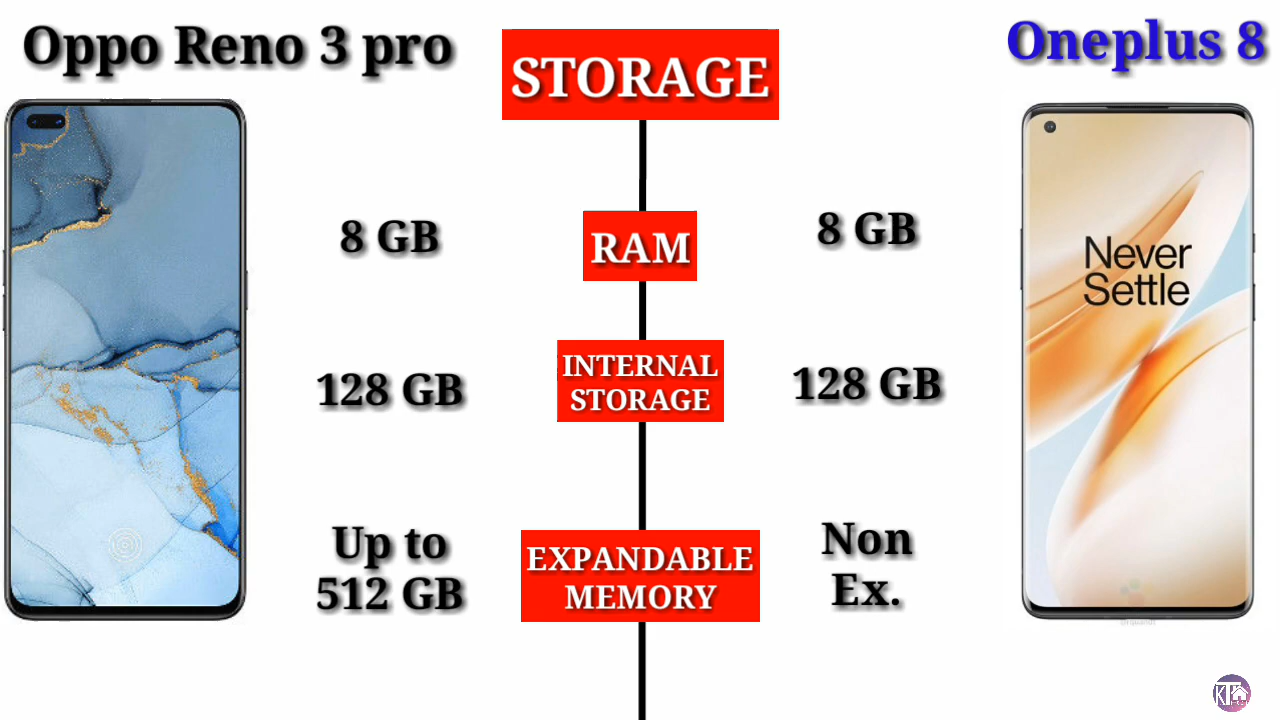 Oppo Reno 3 pro
STORAGE
Oneplus 8
8 GB
RAM
8 GB
Never
Settle
128 GB
INTERNAL
STORAGE
128 GB
Up to
512 GB
EXPANDABLE
MEMORY
Non
Ex.